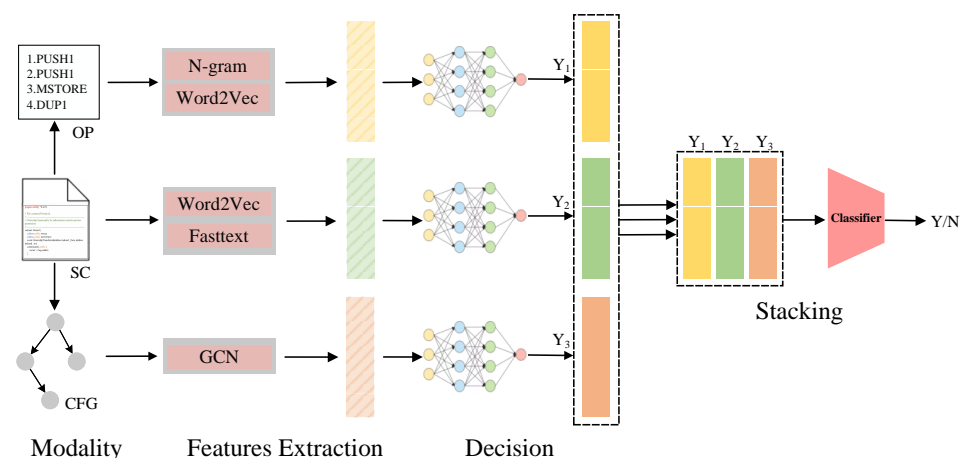 1.PUSH1
2.PUSH1
3.MSTORE
4.DUP1
OP
N-gram
Word2Vec
Y1
SC
Word2Vec
Fasttext
Y2
Y1 Y2 Y3
Classifier
Y/N
Stacking
CFG
GCN
Y3
Modality
Features Extraction
Decision